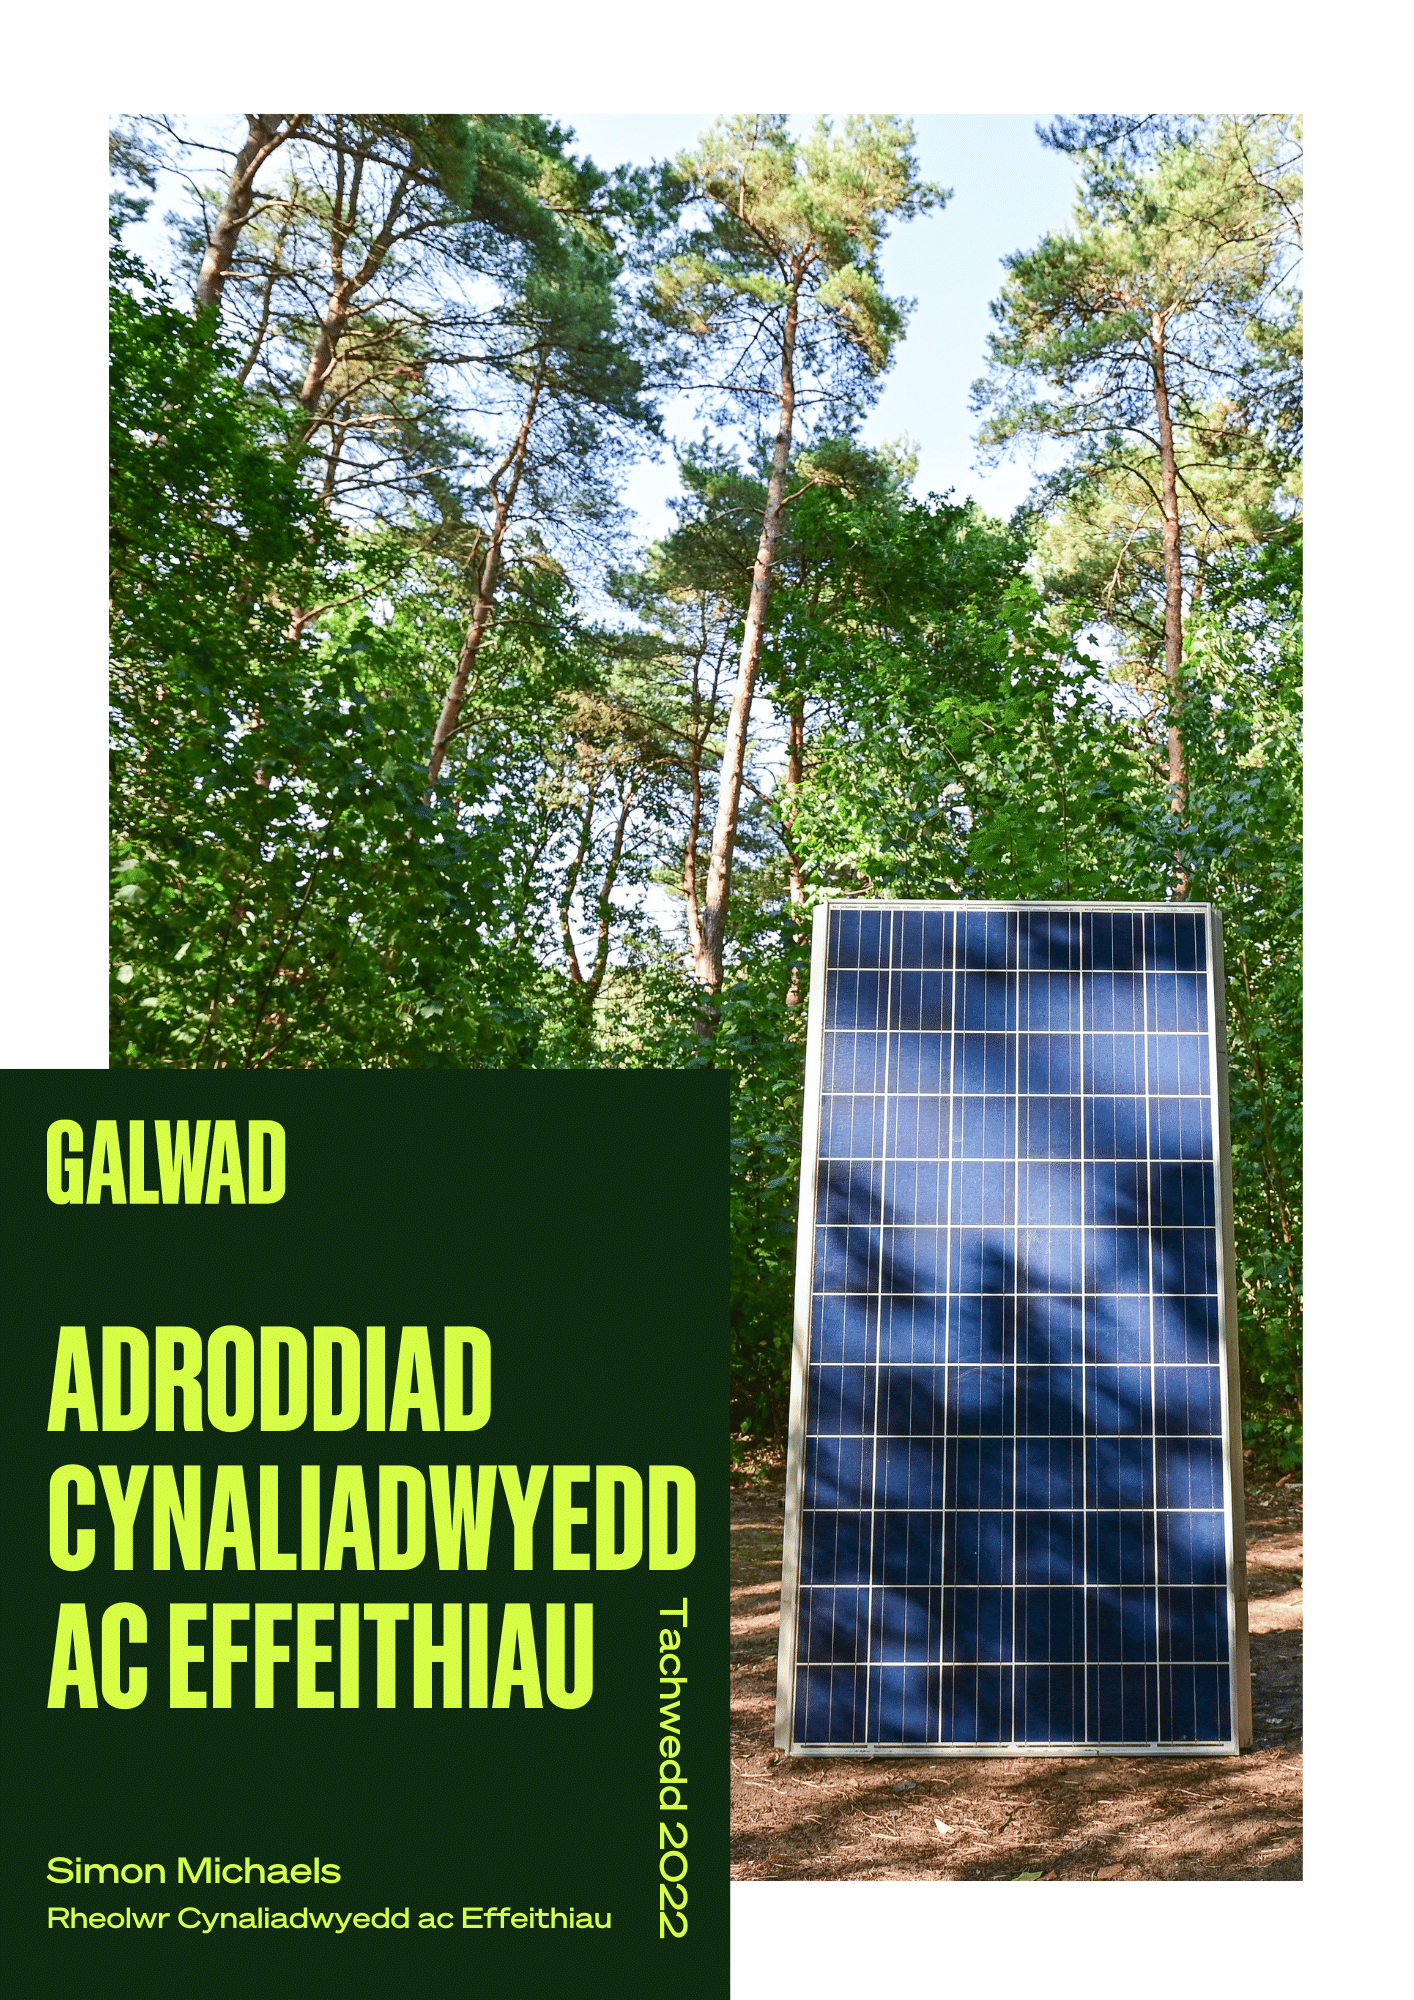 GALWAD
ADRODDIAD
CYNALIADWYEDD
AC EFFEITHIAU
Tachwedd 2022
Simon Michaels
Rheolwr Cynaliadwyedd ac Effeithiau